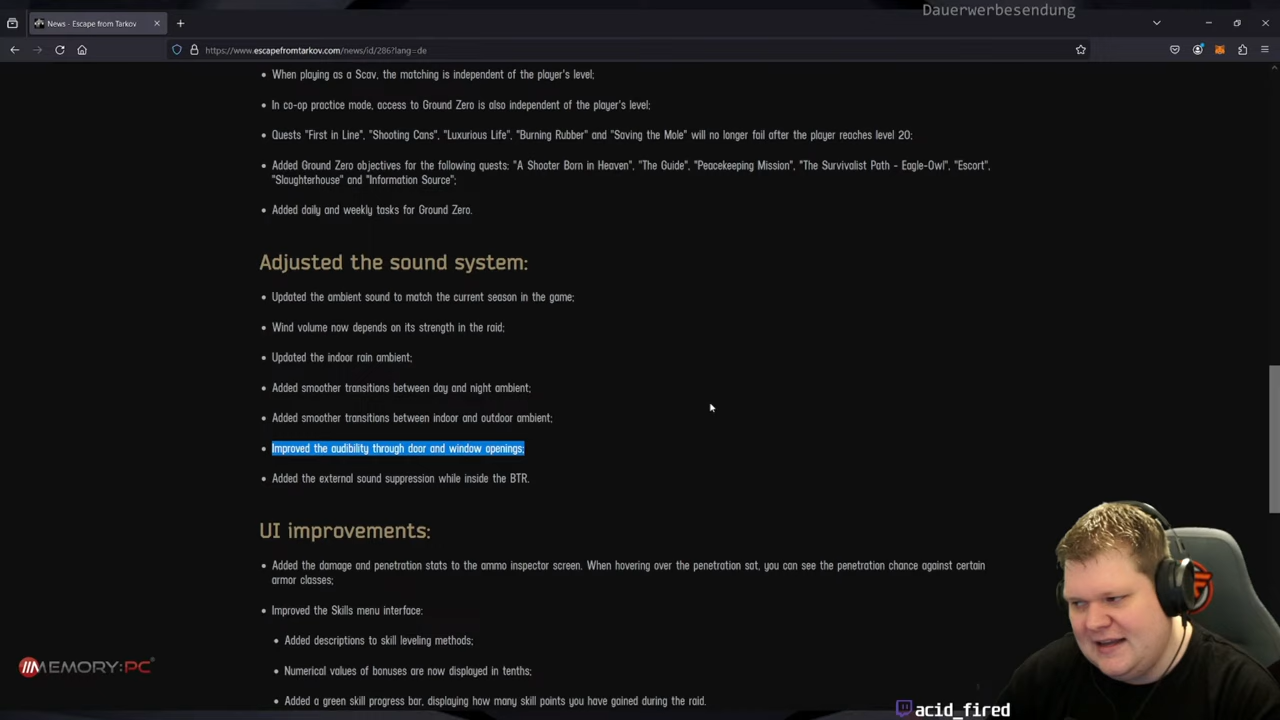 Dauerwerbesendung
News - Escape from Tarkov
https://www.escapefromtarkov.com/news/id/286?lang=de
When playing as a Scav, the matching is independent of the player's level;
In co-op practice mode, access to Ground Zero is also independent of the player's level;
Quests "First in Line", "Shooting Cans", "Luxurious Life", "Burning Rubber" and "Saving the Mole" will no longer fail after the player reaches level 20;
Added Ground Zero objectives for the following quests: "A Shooter Born in Heaven", "The Guide", "Peacekeeping Mission", "The Survivalist Path - Eagle-Owl", "Escort",
"Slaughterhouse" and "Information Source";
Added daily and weekly tasks for Ground Zero.
Adjusted the sound system:
Updated the ambient sound to match the current season in the game;
Wind volume now depends on its strength in the raid;
Updated the indoor rain ambient;
Added smoother transitions between day and night ambient;
Added smoother transitions between indoor and outdoor ambient;
Improved the audibility through door and window openings;
Added the external sound suppression while inside the BTR.
UI improvements:
Added the damage and penetration stats to the ammo inspector screen. When hovering over the penetration sat, you can see the penetration chance against certain
armor classes;
Improved the Skills menu interface:
Added descriptions to skill leveling methods;
Numerical values of bonuses are now displayed in tenths;
Added a green skill progress bar, displaying how many skill points you have gained during the raid.
MEMORY:PC
acid_fired